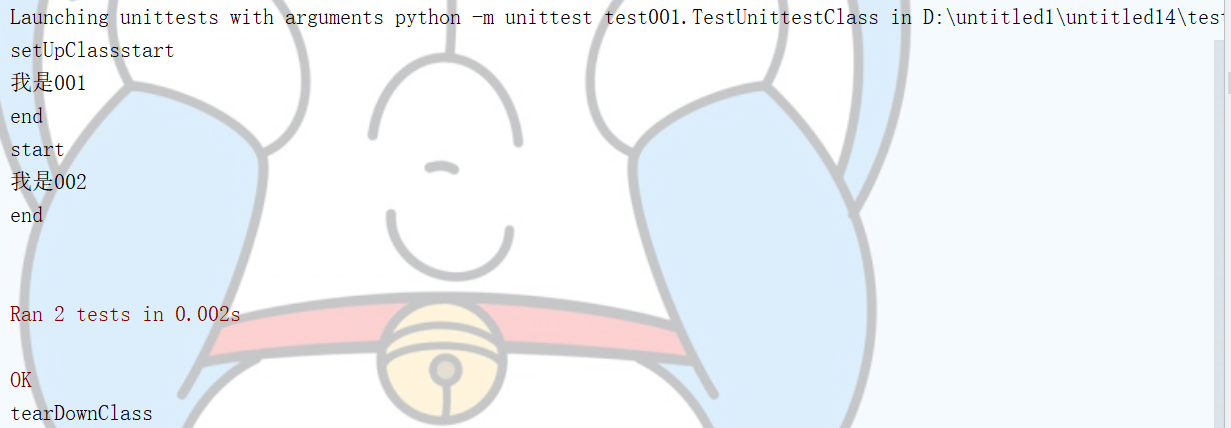 Launching unittests with arguments python -m unittest test001.TestUnittestClass in D:\untitled1\untitled14\tes
setUpClassstart
我是001
end
start
我是002
end
Ran 2 tests in 0.002s
OK
tearDownClass